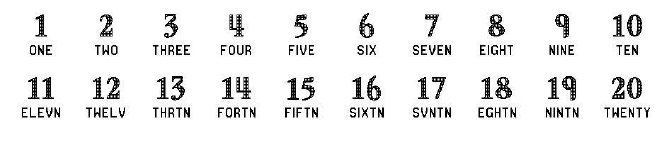 1 2 3 4 5 6 7 8 9 10
ONE TWO THREE FOUR FIVE SIX SEVEN EIGHT NINE TEN
11 12 13 14 15 16 17 18 19 20
ELEVN TWELV THRTN FORTN FIFTN SIXTN SVNTN EGHTN NINTN TWENTY